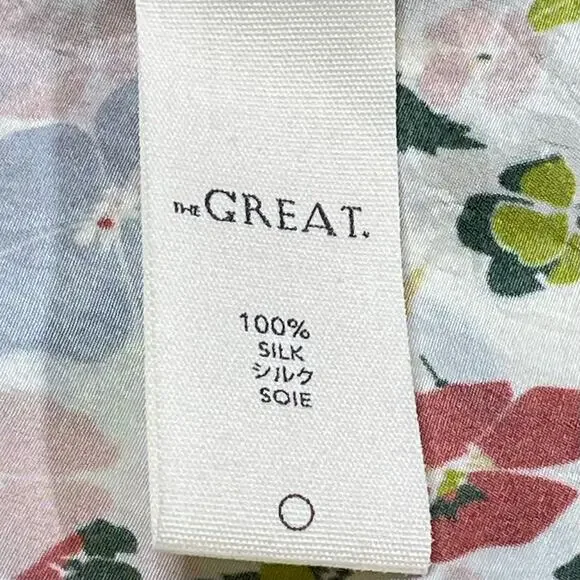 THE GREAT.
100%
SILK
シルク
SOIE